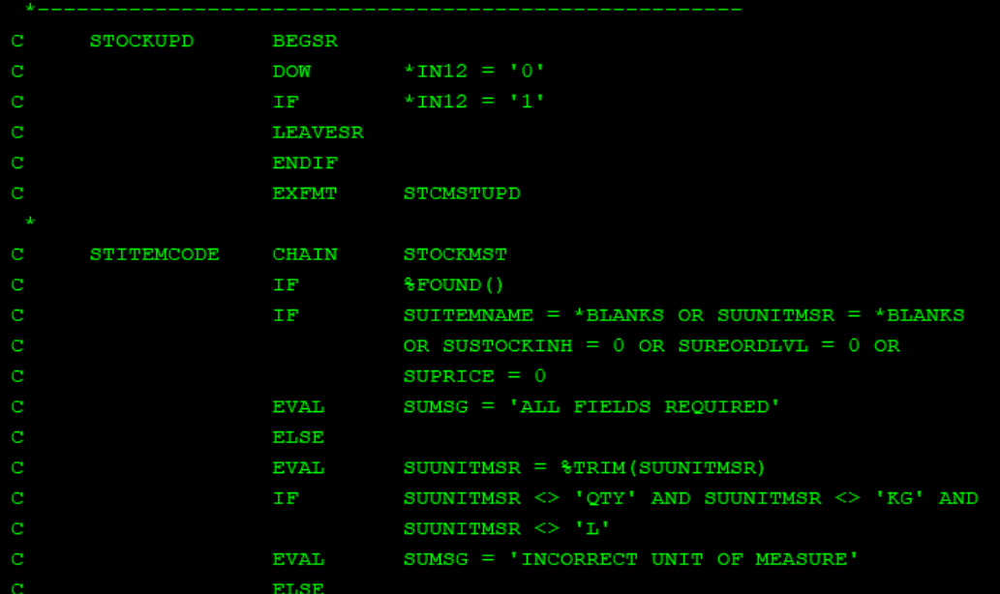 *------------------------------------------------------
C      STOCKUPD      BEGSR
C                    DOW       *IN12 = '0'
C                    IF        *IN12 = '1'
C                    LEAVESR
C                    ENDIF
C                    EXFMT     STCMSTUPD
 *
C      STITEMCODE    CHAIN     STOCKMST
C                    IF        %FOUND()
C                    IF        SUITEMNAME = *BLANKS OR SUUNITMSR = *BLANKS
C                              OR SUSTOCKINH = 0 OR SUREORDLVL = 0 OR
C                              SUPRICE = 0
C                    EVAL      SUMSG = 'ALL FIELDS REQUIRED'
C                    ELSE
C                    EVAL      SUUNITMSR = %TRIM(SUUNITMSR)
C                    IF        SUUNITMSR <> 'QTY' AND SUUNITMSR <> 'KG' AND
C                              SUUNITMSR <> 'L'
C                    EVAL      SUMSG = 'INCORRECT UNIT OF MEASURE'
C                    ELSE